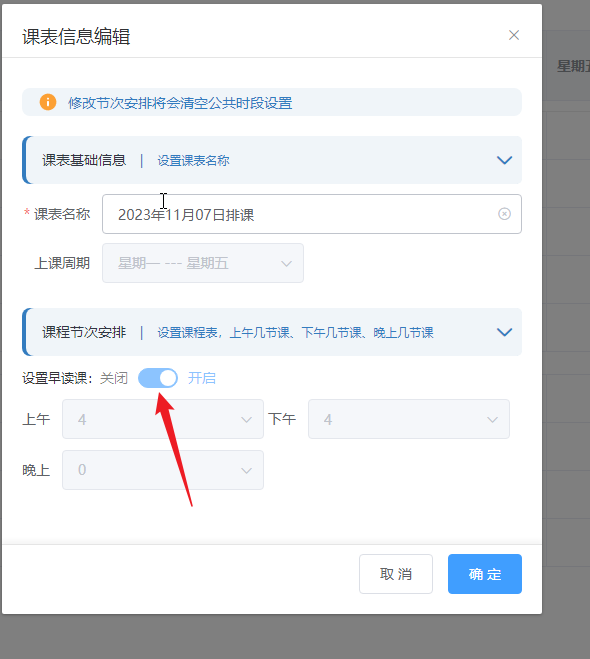 课表信息编辑
星期五
修改节次安排将会清空公共时段设置
课表基础信息 | 设置课表名称
* 课表名称 2023年11月07日排课
上课周期 星期一 --- 星期五
课程节次安排 | 设置课程表，上午几节课、下午几节课、晚上几节课
设置早读课: 关闭 开启
上午 4 下午 4
晚上 0
取 消 确 定